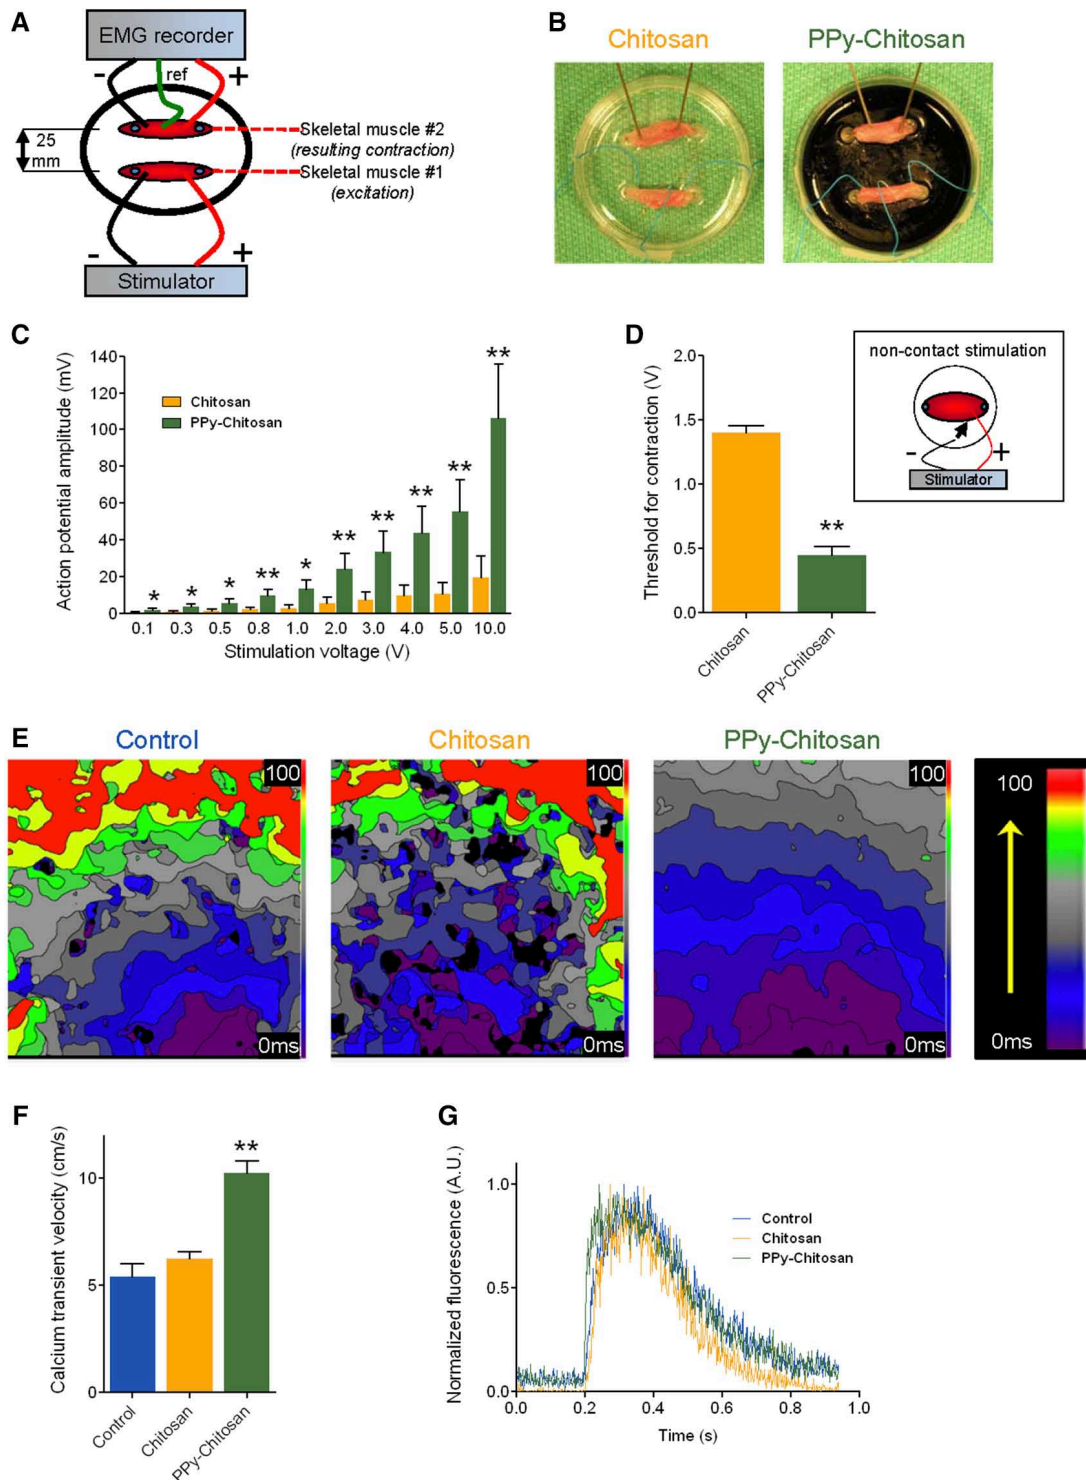 A
EMG recorder
-
ref
+
25
mm
Skeletal muscle #2
(resulting contraction)
Skeletal muscle #1
(excitation)
-
+
Stimulator
B
Chitosan
PPy-Chitosan
C
Action potential amplitude (mV)
140
120
100
80
60
40
20
0
Chitosan
PPy-Chitosan
*
*
*
**
*
**
**
**
**
**
0.1 0.3 0.5 0.8 1.0 2.0 3.0 4.0 5.0 10.0
Stimulation voltage (V)
D
Threshold for contraction (V)
2.0
1.5
1.0
0.5
0.0
**
Chitosan
PPy-Chitosan
non-contact stimulation
-
+
Stimulator
E
Control
Chitosan
PPy-Chitosan
100
0ms
100
0ms
100
0ms
100
0ms
F
Calcium transient velocity (cm/s)
10
5
0
**
Control
Chitosan
PPy-Chitosan
G
Normalized fluorescence (A.U.)
1.0
0.5
0.0
Control
Chitosan
PPy-Chitosan
0.0 0.2 0.4 0.6 0.8 1.0
Time (s)